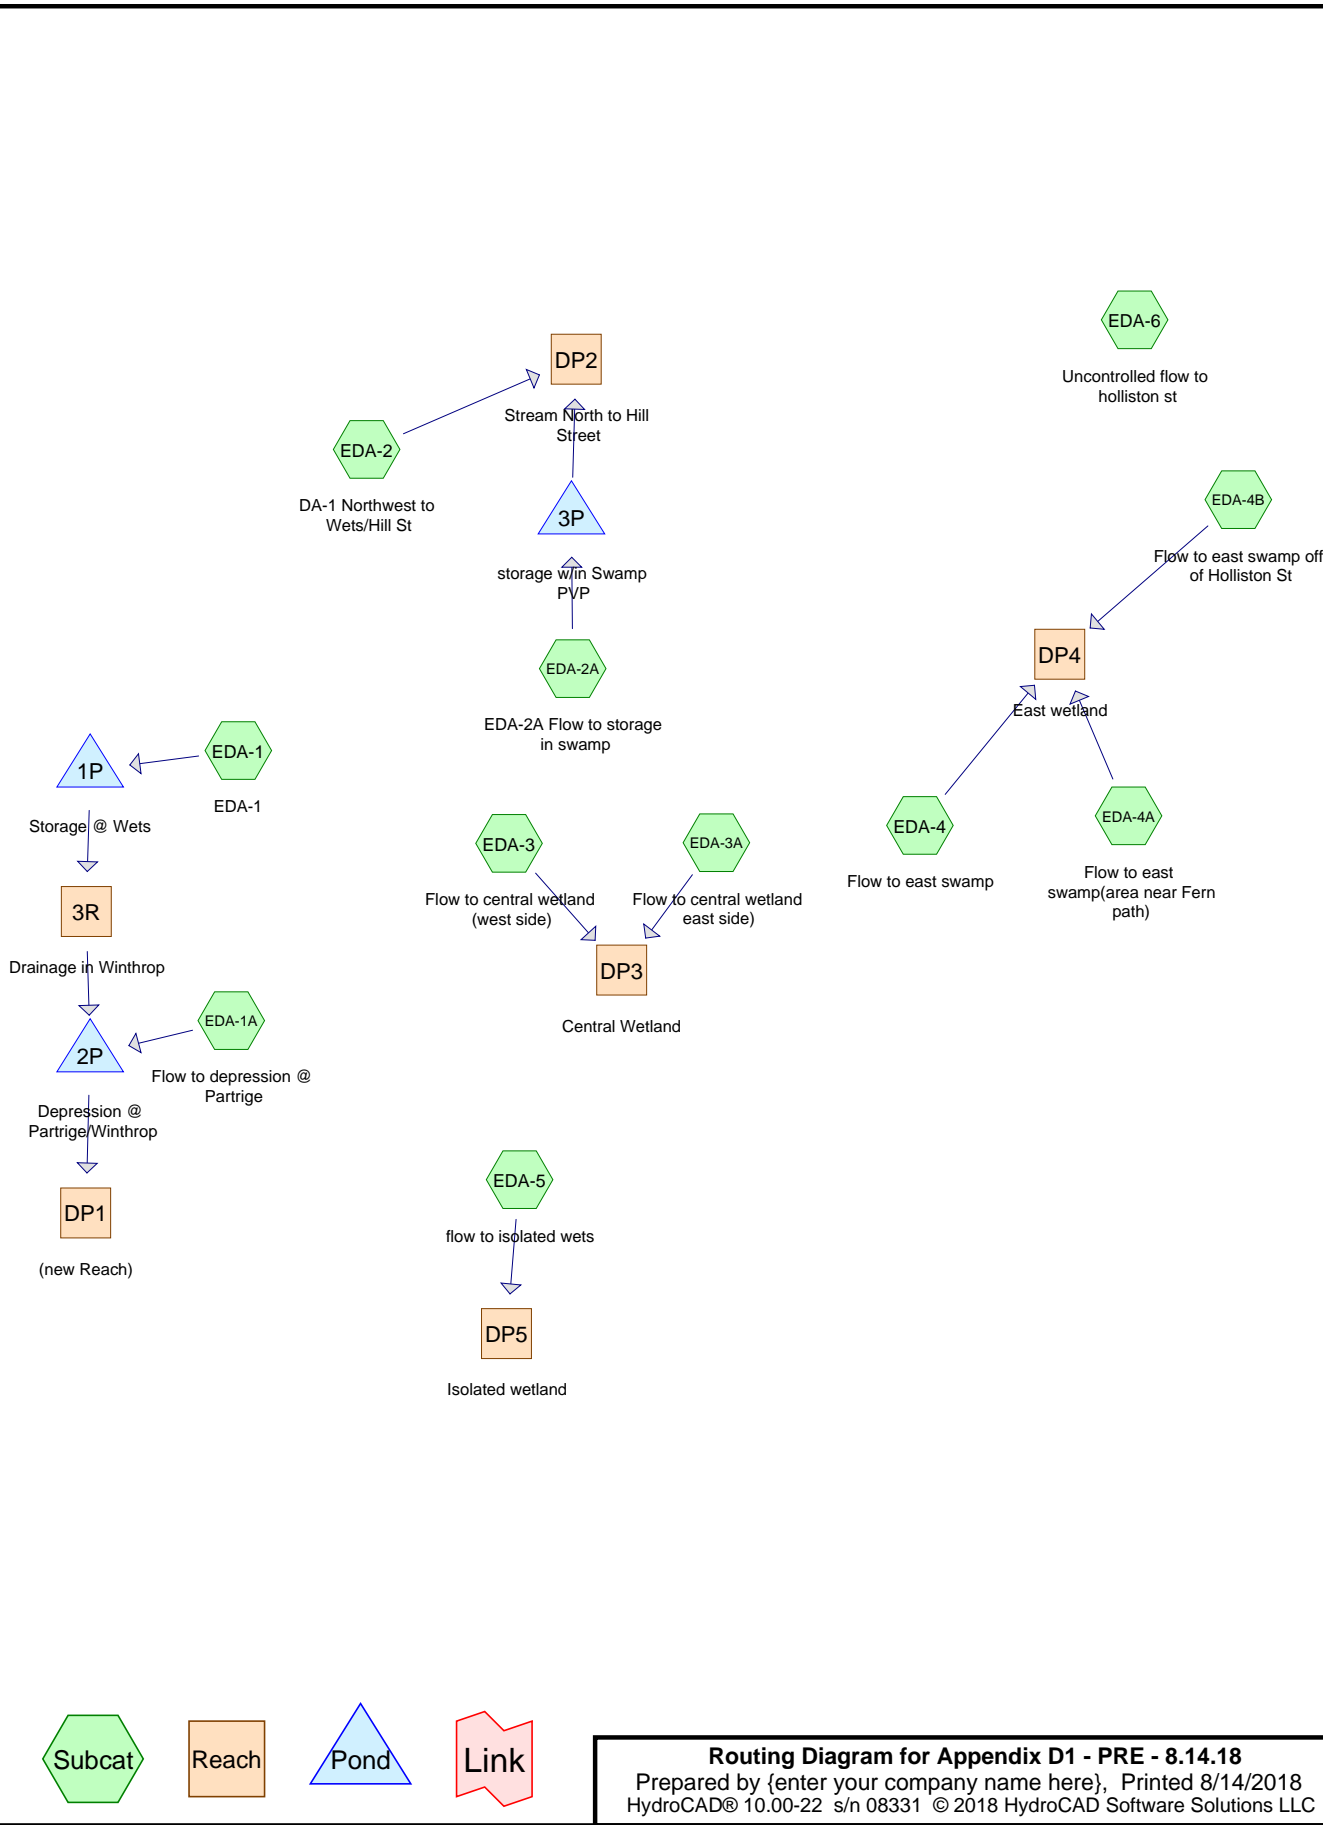 EDA-6
Uncontrolled flow to
holliston st
DP2
Stream North to Hill
Street
EDA-2
DA-1 Northwest to
Wets/Hill St
3P
storage w/in Swamp
PVP
EDA-4B
Flow to east swamp off
of Holliston St
EDA-2A
EDA-2A Flow to storage
in swamp
DP4
East wetland
1P
Storage @ Wets
EDA-1
EDA-1
EDA-3
Flow to central wetland
(west side)
EDA-3A
Flow to central wetland
east side)
EDA-4
Flow to east swamp
EDA-4A
Flow to east
swamp(area near Fern
path)
3R
Drainage in Winthrop
DP3
Central Wetland
2P
Depression @
Partrige/Winthrop
EDA-1A
Flow to depression @
Partrige
DP1
(new Reach)
EDA-5
flow to isolated wets
DP5
Isolated wetland
Subcat
Reach
Pond
Link
Routing Diagram for Appendix D1 - PRE - 8.14.18
Prepared by {enter your company name here}, Printed 8/14/2018
HydroCAD® 10.00-22 s/n 08331 © 2018 HydroCAD Software Solutions LLC